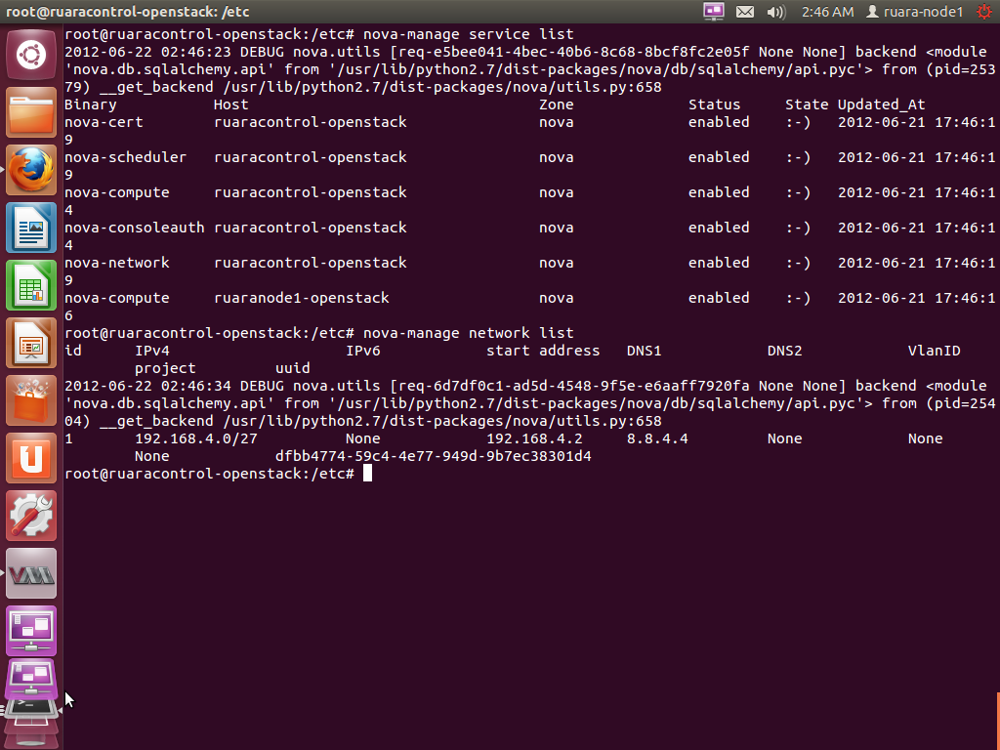 root@ruaracontrol-openstack: /etc
2:46 AM ruara-node1
root@ruaracontrol-openstack:/etc# nova-manage service list
2012-06-22 02:46:23 DEBUG nova.utils [req-e5bee041-4bec-40b6-8c68-8bcf8fc2e05f None None] backend <module
'nova.db.sqlalchemy.api' from '/usr/lib/python2.7/dist-packages/nova/db/sqlalchemy/api.pyc'> from (pid=253
79) __get_backend /usr/lib/python2.7/dist-packages/nova/utils.py:658
Binary Host Zone Status State Updated_At
nova-cert ruaracontrol-openstack nova enabled :-) 2012-06-21 17:46:1
9
nova-scheduler ruaracontrol-openstack nova enabled :-) 2012-06-21 17:46:1
9
nova-compute ruaracontrol-openstack nova enabled :-) 2012-06-21 17:46:1
4
nova-consoleauth ruaracontrol-openstack nova enabled :-) 2012-06-21 17:46:1
4
nova-network ruaracontrol-openstack nova enabled :-) 2012-06-21 17:46:1
9
nova-compute ruaranode1-openstack nova enabled :-) 2012-06-21 17:46:1
6
root@ruaracontrol-openstack:/etc# nova-manage network list
id IPv4 IPv6 start address DNS1 DNS2 VlanID
project uuid
2012-06-22 02:46:34 DEBUG nova.utils [req-6d7df0c1-ad5d-4548-9f5e-e6aaff7920fa None None] backend <module
'nova.db.sqlalchemy.api' from '/usr/lib/python2.7/dist-packages/nova/db/sqlalchemy/api.pyc'> from (pid=254
04) __get_backend /usr/lib/python2.7/dist-packages/nova/utils.py:658
1 192.168.4.0/27 None 192.168.4.2 8.8.4.4 None None
None dfbb4774-59c4-4e77-949d-9b7ec38301d4
root@ruaracontrol-openstack:/etc#